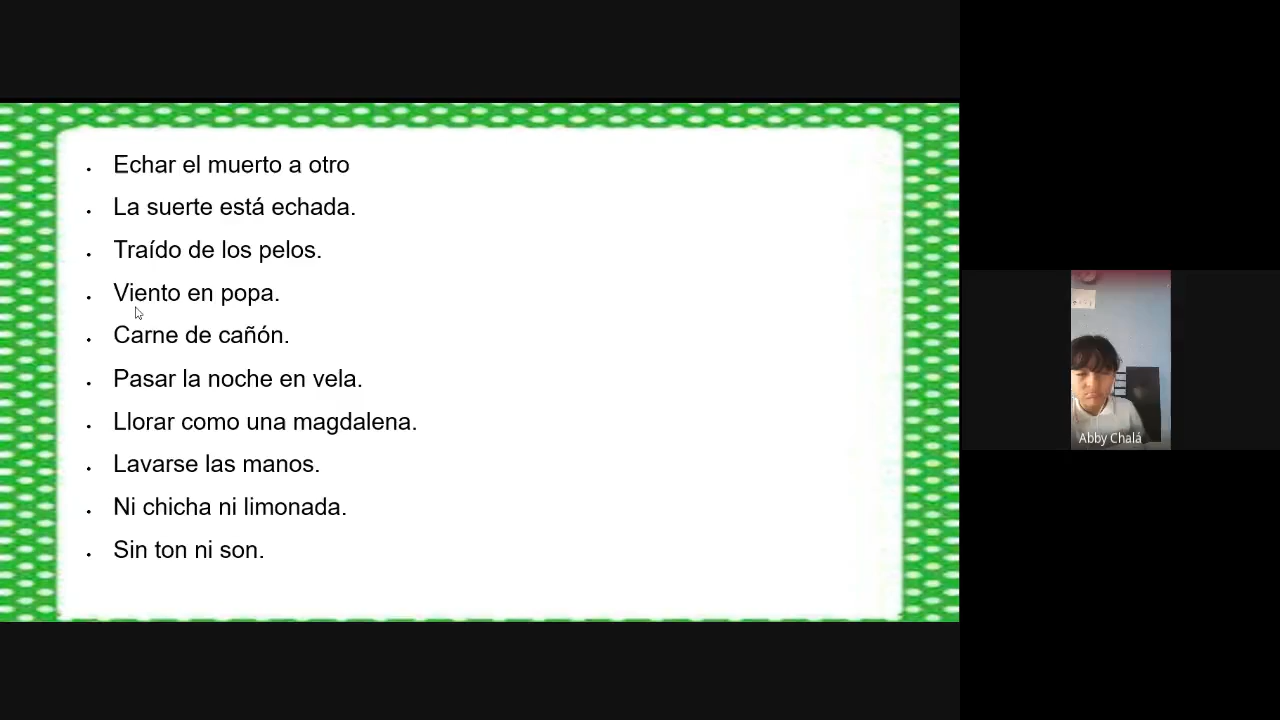 Echar el muerto a otro
La suerte está echada.
Traído de los pelos.
Viento en popa.
Carne de cañón.
Pasar la noche en vela.
Llorar como una magdalena.
Lavarse las manos.
Ni chicha ni limonada.
Sin ton ni son.
Abby Chalá